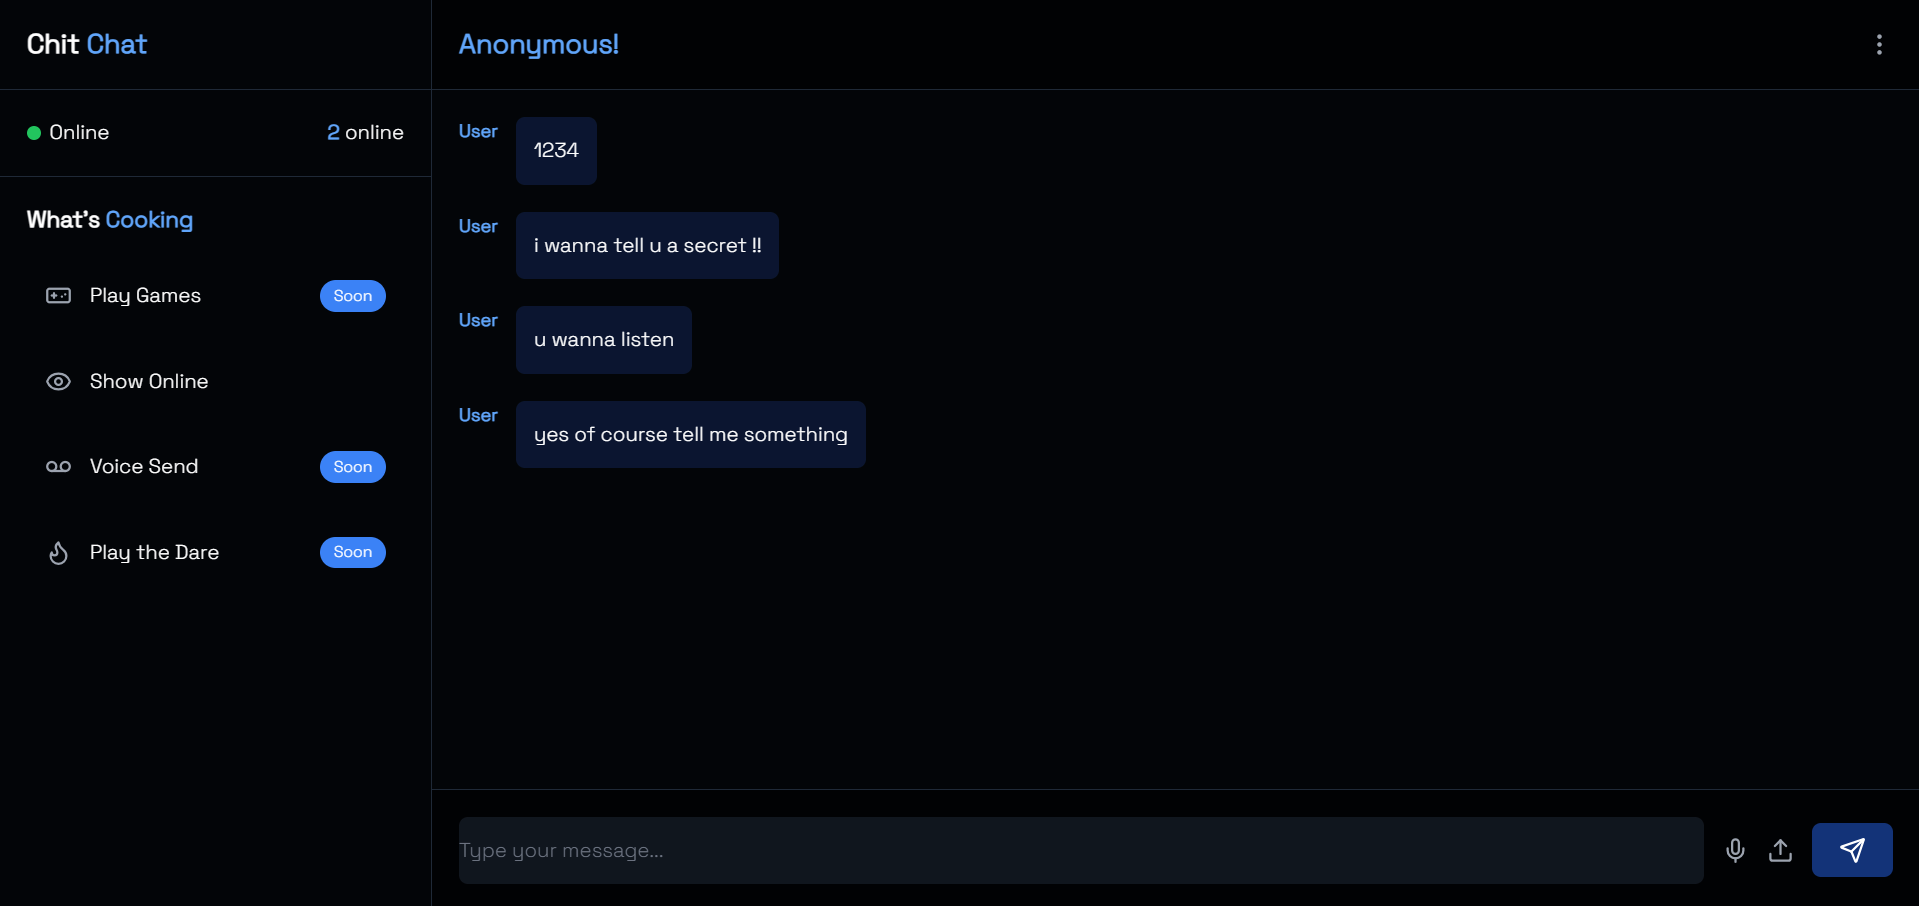 Chit Chat
Online
2 online
What's Cooking
Play Games
Soon
Show Online
Voice Send
Soon
Play the Dare
Soon
Anonymous!
User
1234
User
i wanna tell u a secret !!
User
u wanna listen
User
yes of course tell me something
Type your message...